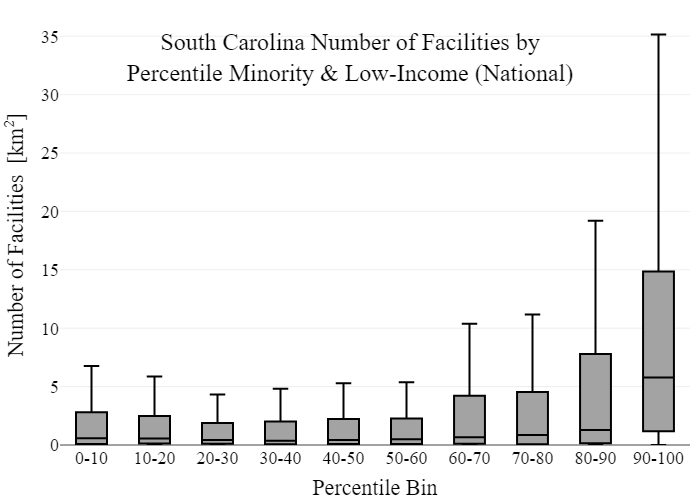 South Carolina Number of Facilities by
Percentile Minority & Low-Income (National)
Number of Facilities [km²]
35
30
25
20
15
10
5
0
0-10 10-20 20-30 30-40 40-50 50-60 60-70 70-80 80-90 90-100
Percentile Bin